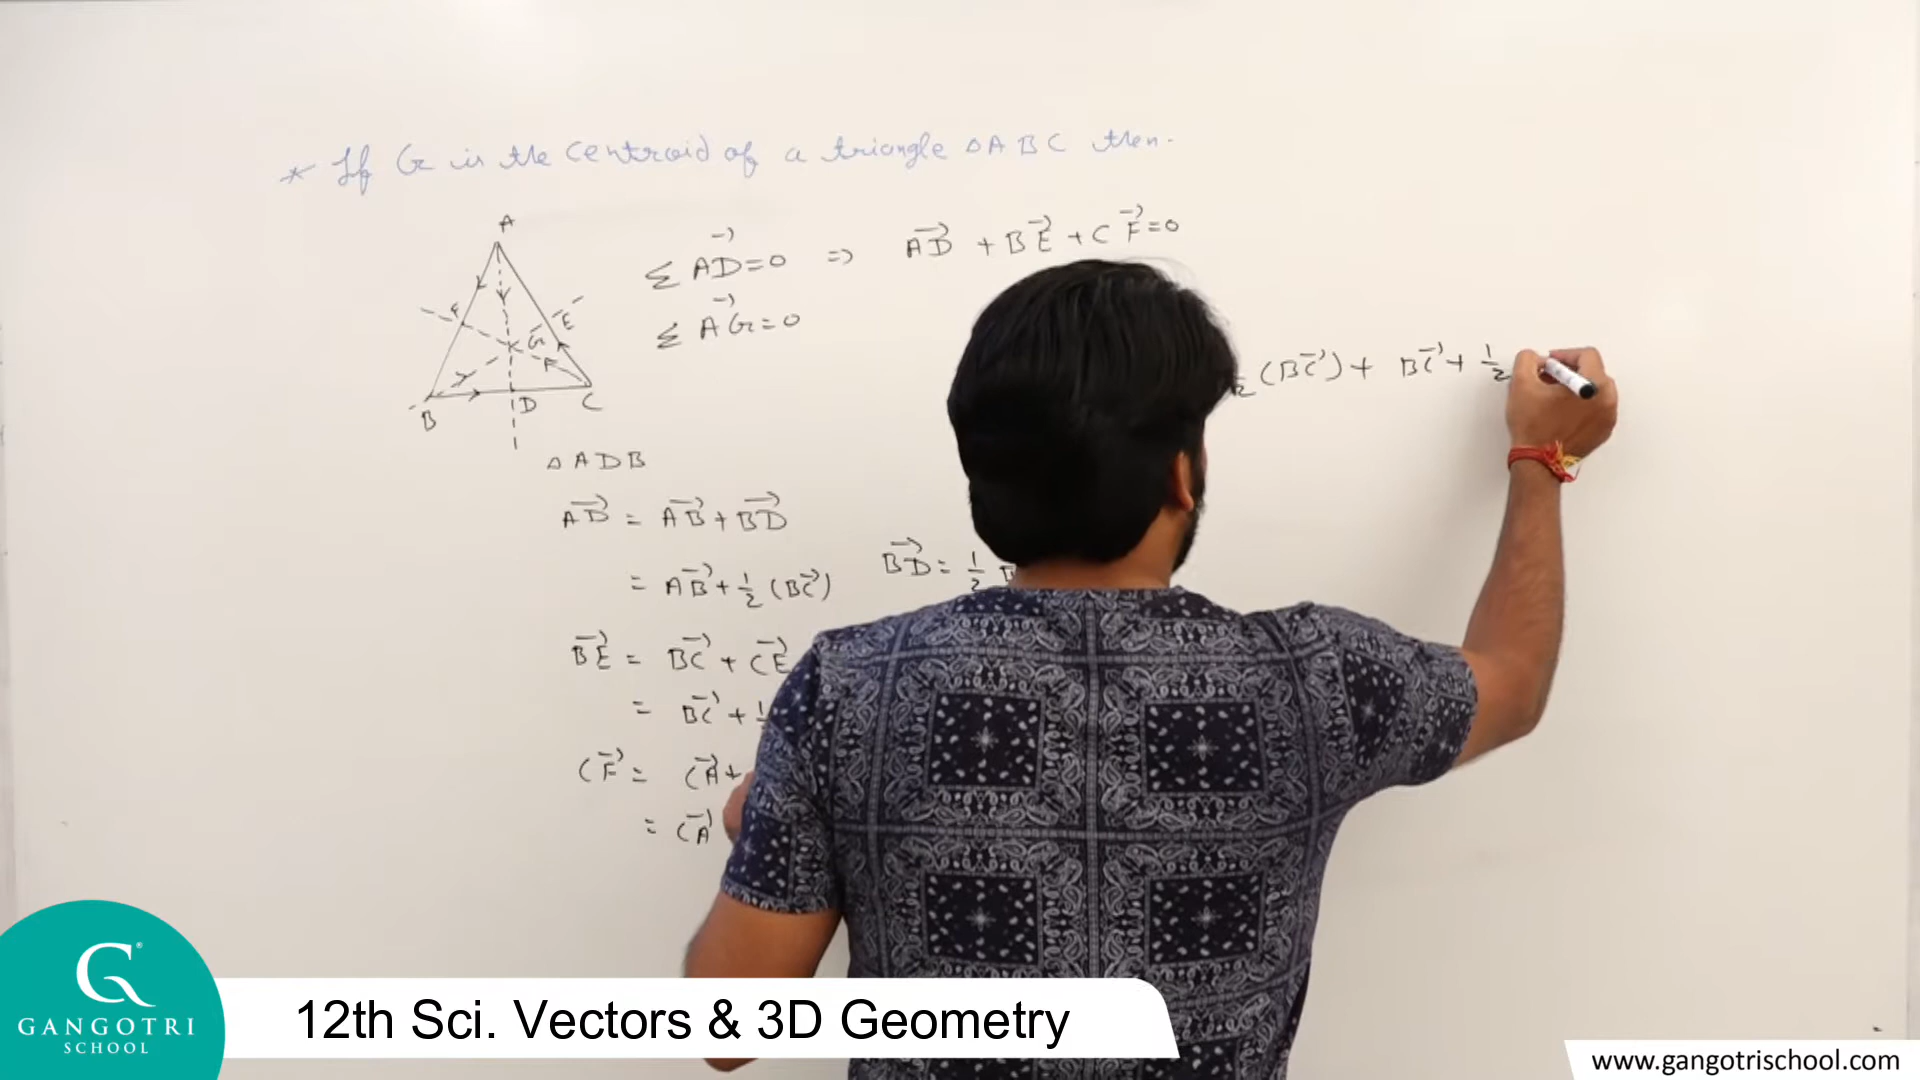 * If G is the centroid of a triangle △ABC then.
A
F
E
G
B
D
C
Σ AD⃗ = 0 ⇒ AD⃗ + BE⃗ + CF⃗ = 0
Σ AG⃗ = 0
(BC⃗) + BC⃗ + 1/2
△ADB
AD⃗ = AB⃗ + BD⃗
= AB⃗ + 1/2 (BC⃗)
BD⃗ = 1/2
BE⃗ = BC⃗ + CE⃗
= BC⃗ +
CF⃗ = CA⃗ +
= CA⃗
G
GANGOTRI
SCHOOL
12th Sci. Vectors & 3D Geometry
www.gangotrischool.com